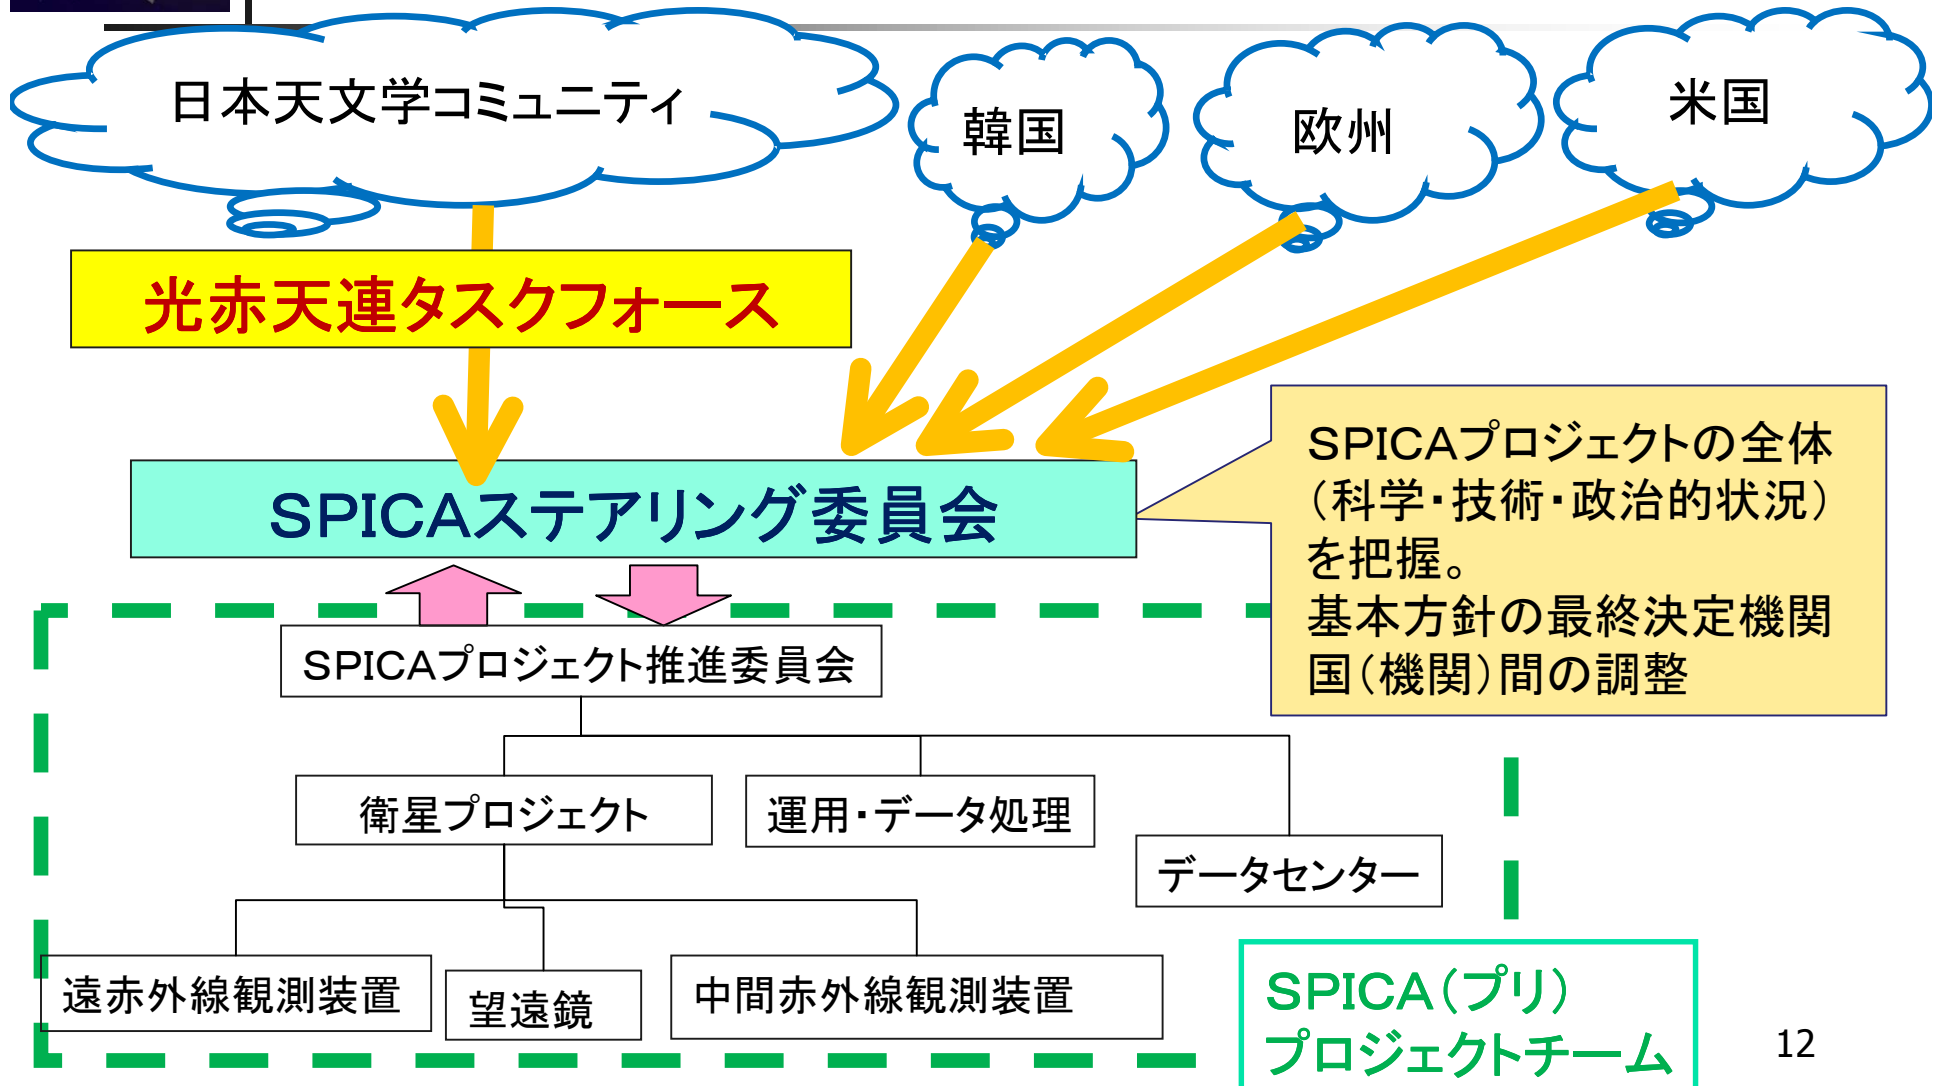 日本天文学コミュニティ
韓国
欧州
米国
光赤天連タスクフォース
SPICAステアリング委員会
SPICAプロジェクトの全体
（科学・技術・政治的状況）
を把握。
基本方針の最終決定機関
国（機関）間の調整
SPICAプロジェクト推進委員会
衛星プロジェクト
運用・データ処理
データセンター
遠赤外線観測装置
望遠鏡
中間赤外線観測装置
SPICA（プリ）
プロジェクトチーム
12